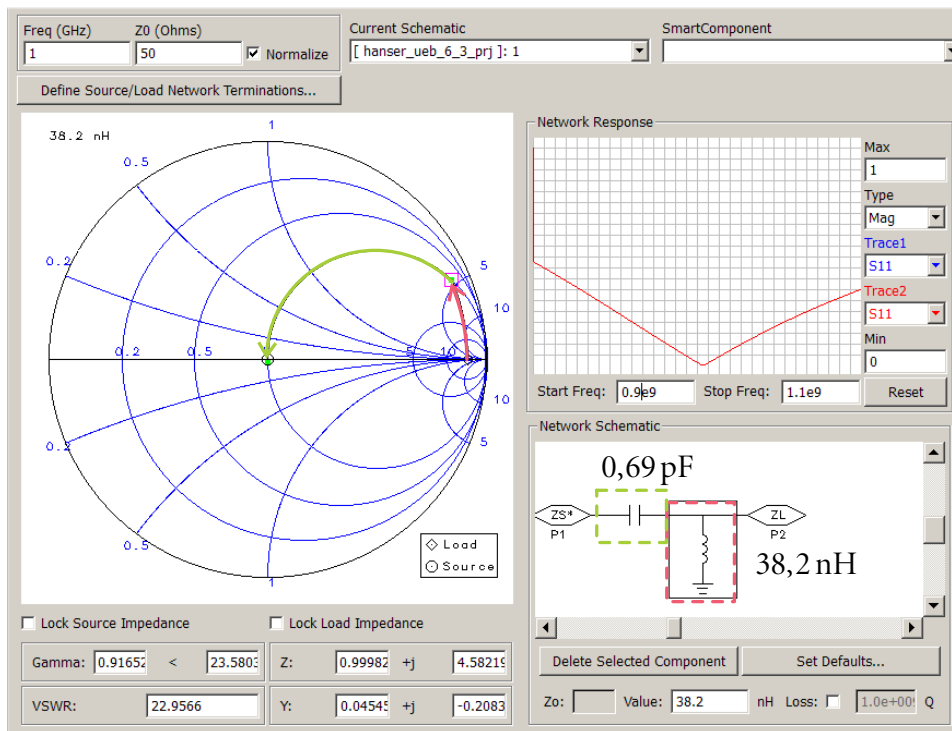 Freq (GHz) Z0 (Ohms)
1 50 Normalize
Current Schematic
[ hanser_ueb_6_3_prj ]: 1
SmartComponent
Define Source/Load Network Terminations...
38.2 nH
1
0.5
5
0.2
10
0.2 0.5 5 10
10
0.2
5
0.5
1
Load
Source
Network Response
Max
1
Type
Mag
Trace1
S11
Trace2
S11
Min
0
Start Freq: 0.9e9 Stop Freq: 1.1e9 Reset
Network Schematic
0,69 pF
ZS* ZL
P1 P2
38,2 nH
Lock Source Impedance Lock Load Impedance
Gamma: 0.91652 < 23.5803 Z: 0.99982 +j 4.58219
VSWR: 22.9566 Y: 0.04545 +j -0.2083
Delete Selected Component Set Defaults...
Zo: Value: 38.2 nH Loss: 1.0e+009 Q